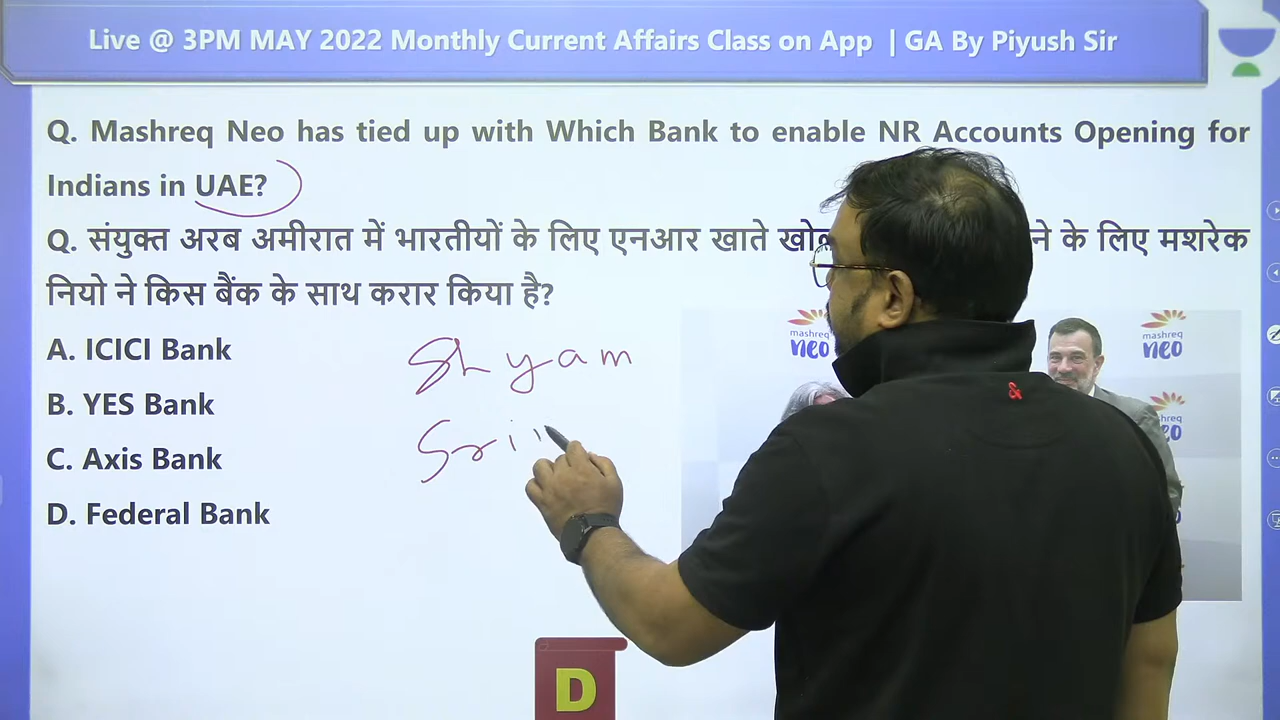 Live @ 3PM MAY 2022 Monthly Current Affairs Class on App | GA By Piyush Sir
Q. Mashreq Neo has tied up with Which Bank to enable NR Accounts Opening for
Indians in UAE?
Q. संयुक्त अरब अमीरात में भारतीयों के लिए एनआर खाते ने के लिए मशरेक
नियो ने किस बैंक के साथ करार किया है?
A. ICICI Bank
B. YES Bank
C. Axis Bank
D. Federal Bank
Shyam
mashreq
neo
mashreq
neo
mashreq
D